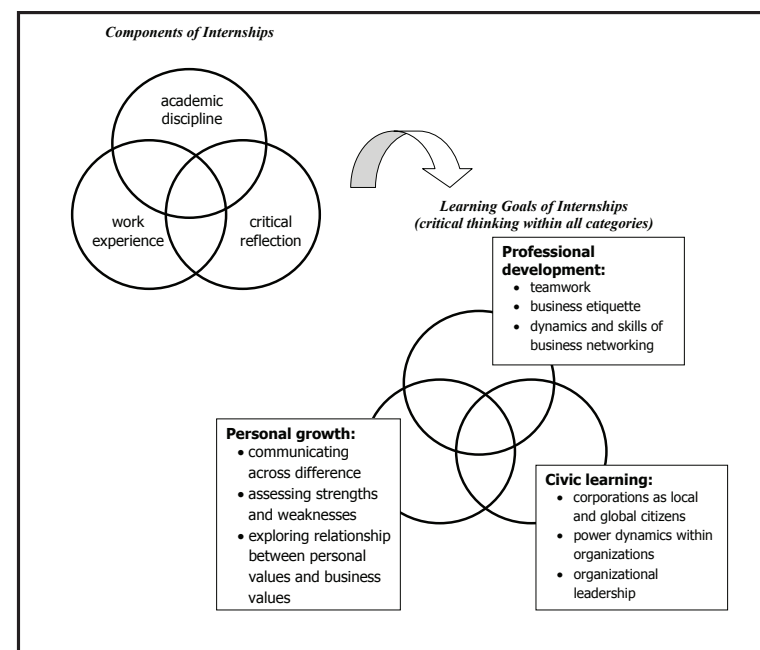 Components of Internships
academic
discipline
work
experience
critical
reflection
Learning Goals of Internships
(critical thinking within all categories)
Professional
development:
• teamwork
• business etiquette
• dynamics and skills of
business networking
Personal growth:
• communicating
across difference
• assessing strengths
and weaknesses
• exploring relationship
between personal
values and business
values
Civic learning:
• corporations as local
and global citizens
• power dynamics within
organizations
• organizational
leadership